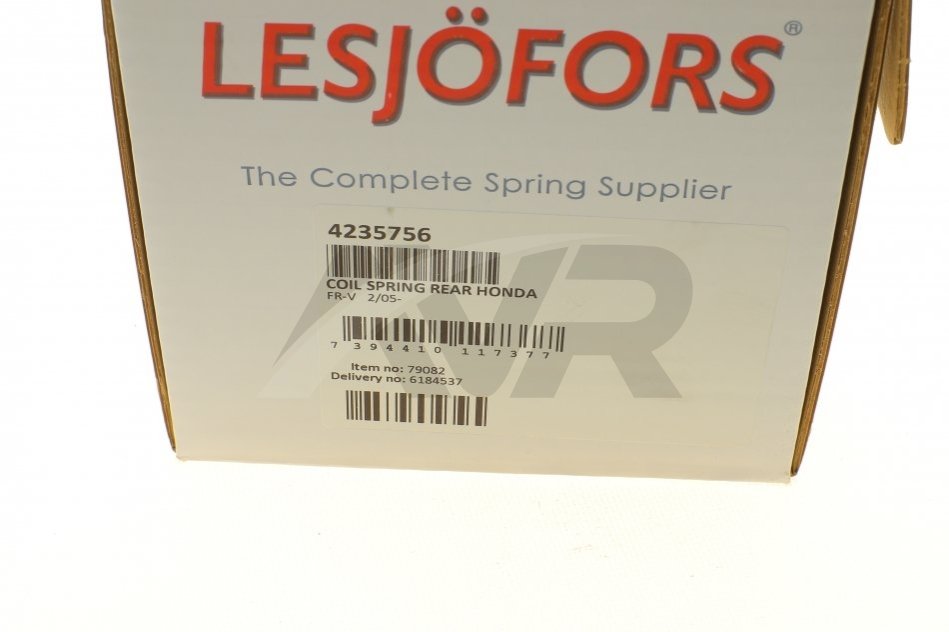 LESJÖFORS®
The Complete Spring Supplier
4235756
COIL SPRING REAR HONDA
FR-V 2/05-
7 394410 117377
Item no: 79082
Delivery no: 6184537
AVR